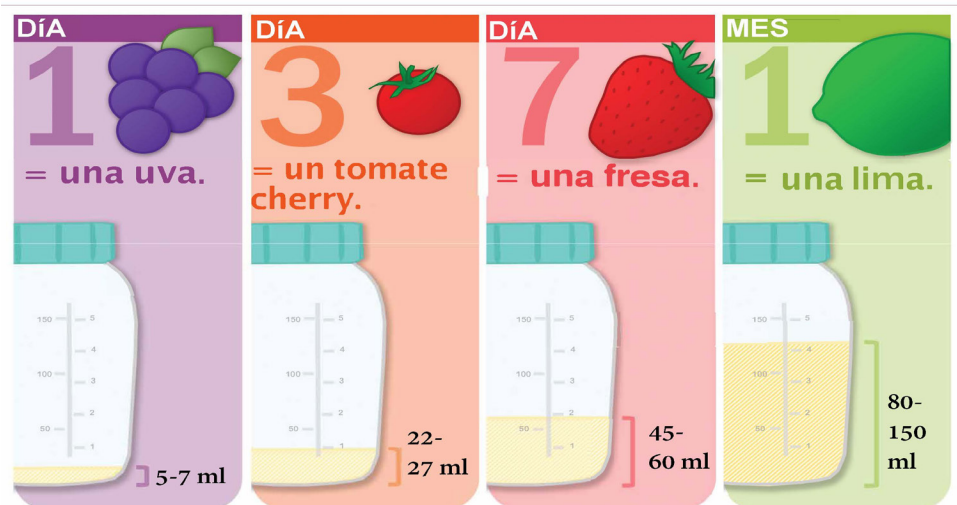 DíA
1
= una uva.
150 5
4
100 3
2
50
1
5-7 ml
DíA
3
= un tomate
cherry.
150 5
4
100 3
2
50
1
22-
27 ml
DíA
7
= una fresa.
150 5
4
100 3
2
50
1
45-
60 ml
MES
1
= una lima.
150 5
4
100 3
2
50
1
80-
150
ml